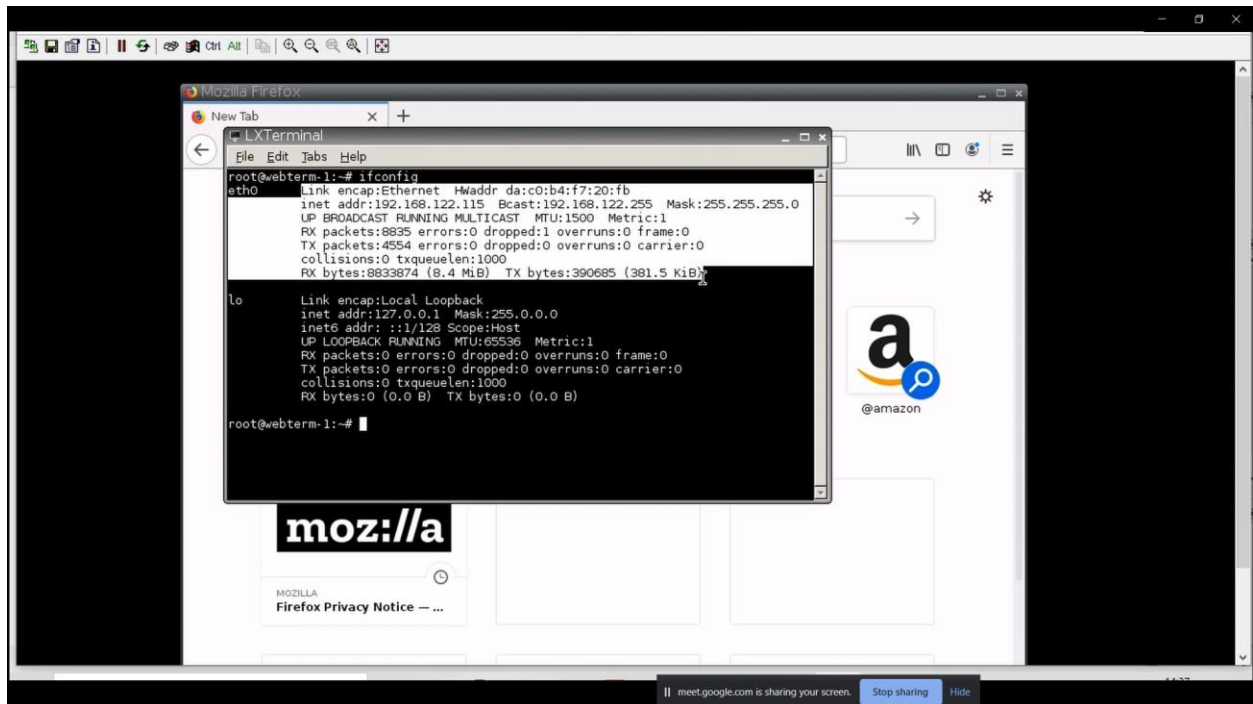 Ctrl Alt
Mozilla Firefox
New Tab
LXTerminal
File Edit Tabs Help
root@webterm-1:~# ifconfig
eth0 Link encap:Ethernet HWaddr da:c0:b4:f7:20:fb
inet addr:192.168.122.115 Bcast:192.168.122.255 Mask:255.255.255.0
UP BROADCAST RUNNING MULTICAST MTU:1500 Metric:1
RX packets:8835 errors:0 dropped:1 overruns:0 frame:0
TX packets:4554 errors:0 dropped:0 overruns:0 carrier:0
collisions:0 txqueuelen:1000
RX bytes:8833874 (8.4 MiB) TX bytes:390685 (381.5 KiB)
lo Link encap:Local Loopback
inet addr:127.0.0.1 Mask:255.0.0.0
inet6 addr: ::1/128 Scope:Host
UP LOOPBACK RUNNING MTU:65536 Metric:1
RX packets:0 errors:0 dropped:0 overruns:0 frame:0
TX packets:0 errors:0 dropped:0 overruns:0 carrier:0
collisions:0 txqueuelen:1000
RX bytes:0 (0.0 B) TX bytes:0 (0.0 B)
root@webterm-1:~#
a
@amazon
moz://a
MOZILLA
Firefox Privacy Notice — ...
meet.google.com is sharing your screen. Stop sharing Hide